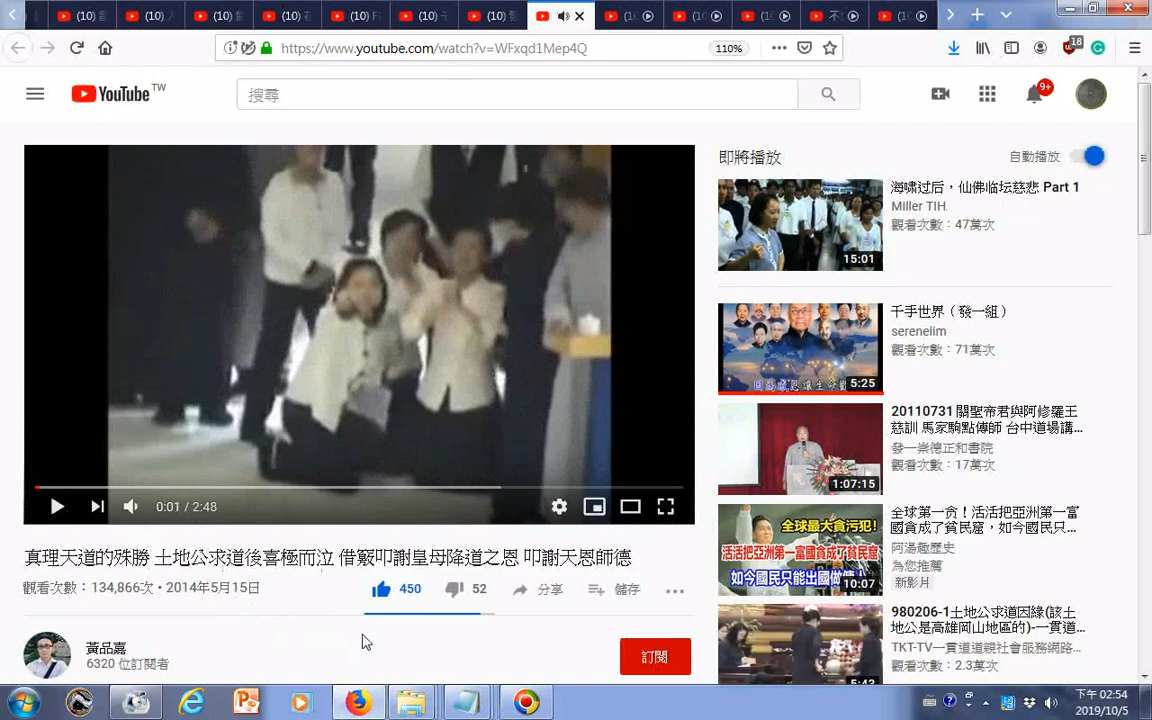 (10)
(10)
(10)
(10)
(10)
(10)
(10)
https://www.youtube.com/watch?v=WFxqd1Mep4Q
110%
18
YouTube TW
搜尋
9+
即將播放
自動播放
海啸过后，仙佛临坛慈悲 Part 1
Miller TIH
觀看次數：47萬次
15:01
千手世界（發一組）
serenelim
觀看次數：71萬次
5:25
20110731 關聖帝君與阿修羅王
慈訓 馬家駒點傳師 台中道場講...
發一崇德正和書院
觀看次數：17萬次
1:07:15
全球第一贪！活活把亞洲第一富
國貪成了貧民窟，如今國民只...
阿湯趣歷史
為您推薦
新影片
全球最大貪污犯!
活活把亞洲第一富國貪成了貧民窟
10:07
980206-1土地公求道因緣(該土
地公是高雄岡山地區的)-一貫道...
TKT-TV一貫道道親社會服務網路...
觀看次數：2.3萬次
5:43
0:01 / 2:48
真理天道的殊勝 土地公求道後喜極而泣 借竅叩謝皇母降道之恩 叩謝天恩師德
觀看次數：134,866次 • 2014年5月15日
450
52
分享
儲存
黃品嘉
6320 位訂閱者
訂閱
下午 02:54
2019/10/5